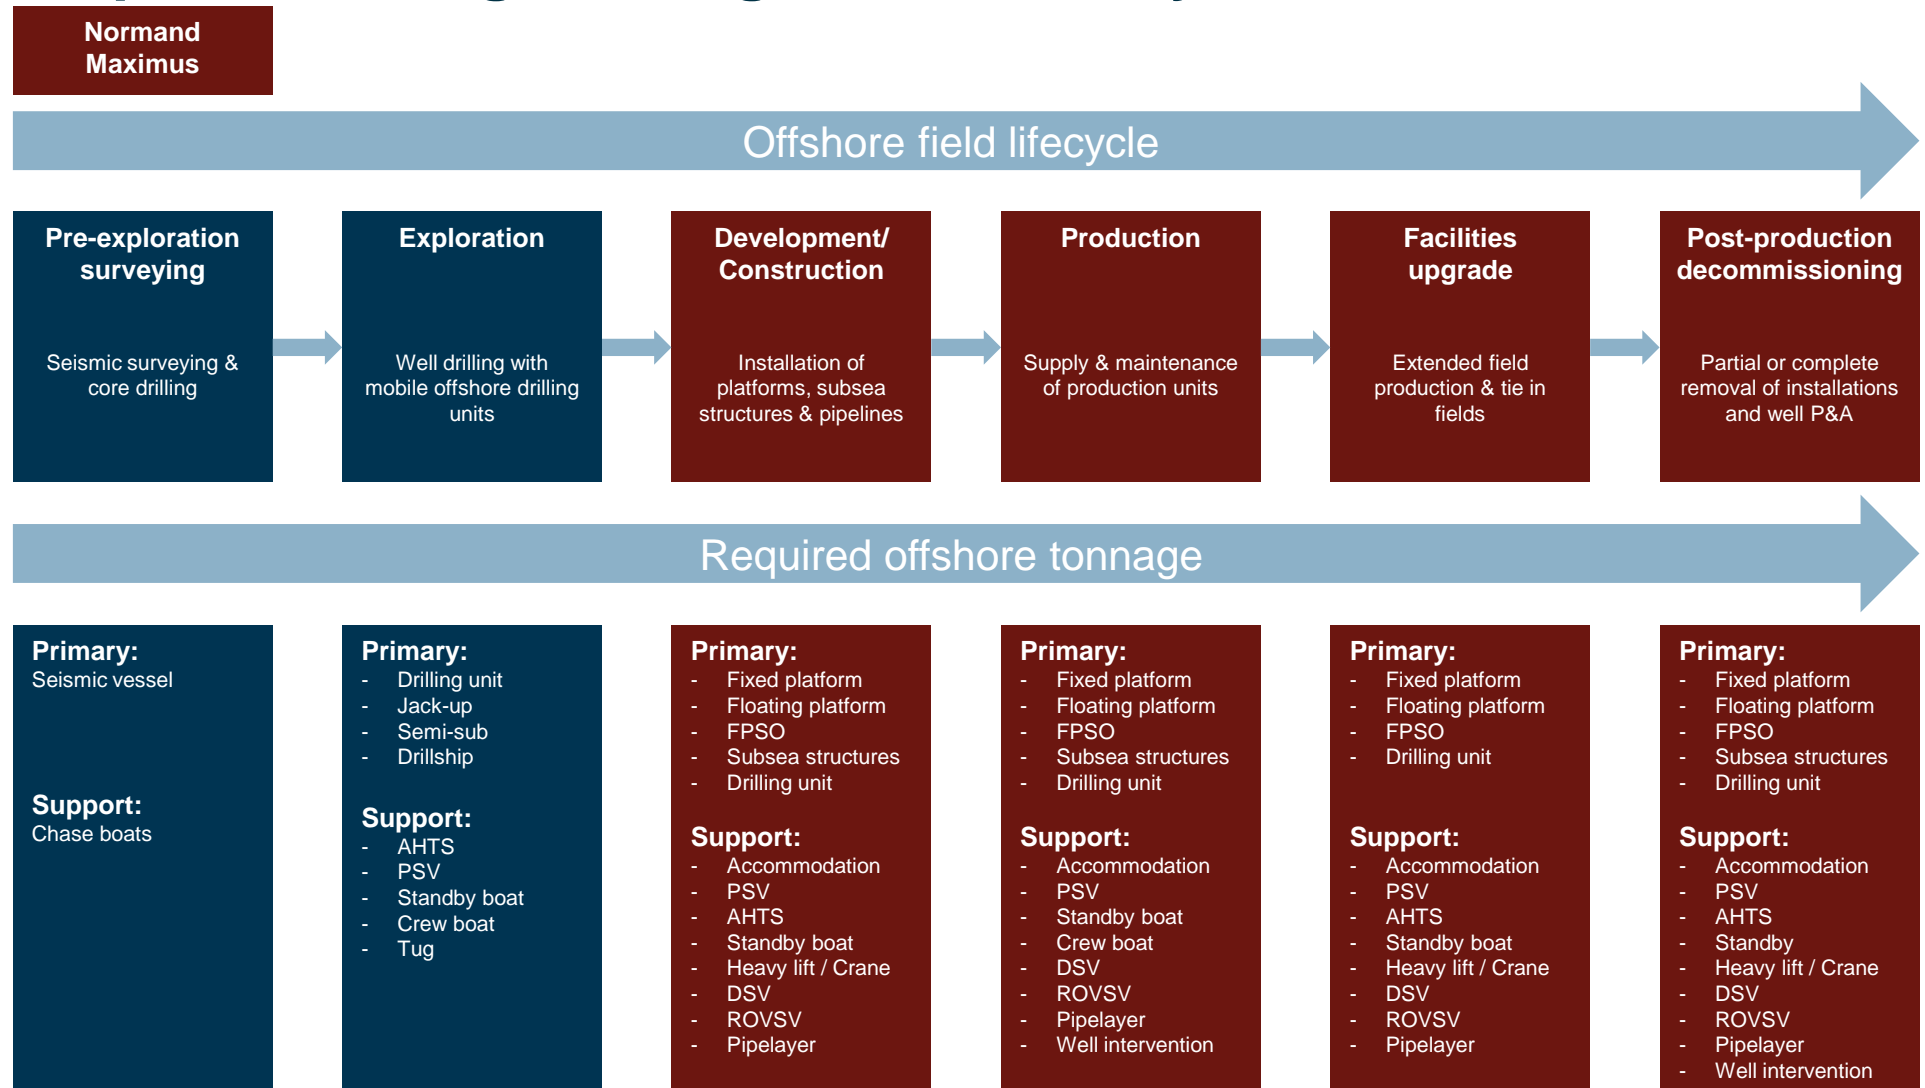 Normand
Maximus
Offshore field lifecycle
Pre-exploration
surveying
Seismic surveying &
core drilling
Exploration
Well drilling with
mobile offshore drilling
units
Development/
Construction
Installation of
platforms, subsea
structures & pipelines
Production
Supply & maintenance
of production units
Facilities
upgrade
Extended field
production & tie in
fields
Post-production
decommissioning
Partial or complete
removal of installations
and well P&A
Required offshore tonnage
Primary:
Seismic vessel
Support:
Chase boats
Primary:
- Drilling unit
- Jack-up
- Semi-sub
- Drillship
Support:
- AHTS
- PSV
- Standby boat
- Crew boat
- Tug
Primary:
- Fixed platform
- Floating platform
- FPSO
- Subsea structures
- Drilling unit
Support:
- Accommodation
- PSV
- AHTS
- Standby boat
- Heavy lift / Crane
- DSV
- ROVSV
- Pipelayer
Primary:
- Fixed platform
- Floating platform
- FPSO
- Subsea structures
- Drilling unit
Support:
- Accommodation
- PSV
- Standby boat
- Crew boat
- DSV
- ROVSV
- Pipelayer
- Well intervention
Primary:
- Fixed platform
- Floating platform
- FPSO
- Drilling unit
Support:
- Accommodation
- PSV
- AHTS
- Standby boat
- Heavy lift / Crane
- DSV
- ROVSV
- Pipelayer
Primary:
- Fixed platform
- Floating platform
- FPSO
- Subsea structures
- Drilling unit
Support:
- Accommodation
- PSV
- AHTS
- Standby
- Heavy lift / Crane
- DSV
- ROVSV
- Pipelayer
- Well intervention